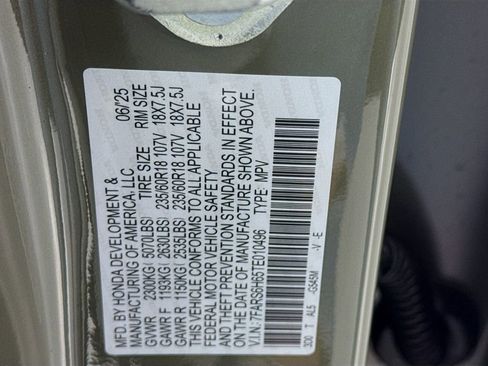 MFD. BY HONDA DEVELOPMENT & 06/25
MANUFACTURING OF AMERICA, LLC
TIRE SIZE RIM SIZE
GVWR 2300KG( 5070LBS) 235/60R18 107V 18X7.5J
GAWR F 1193KG( 2630LBS) 235/60R18 107V 18X7.5J
GAWR R 1150KG( 2535LBS)
THIS VEHICLE CONFORMS TO ALL APPLICABLE
FEDERAL MOTOR VEHICLE SAFETY
AND THEFT PREVENTION STANDARDS IN EFFECT
ON THE DATE OF MANUFACTURE SHOWN ABOVE.
V.I.N.: 7FARS6H65TE010496 TYPE: MPV
3D0 T AL5 -G545M -V -E